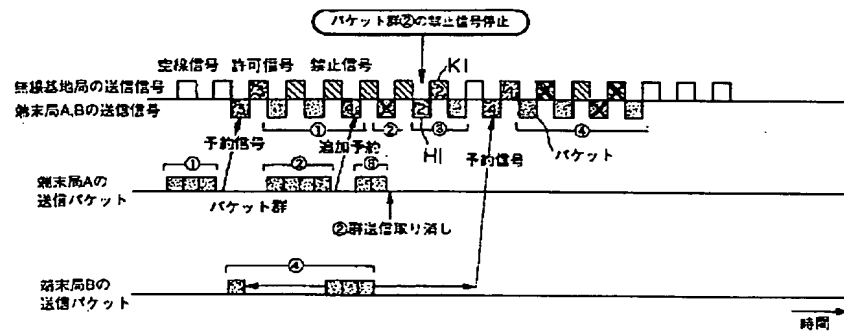 パケット群②の禁止信号停止
空線信号 許可信号 禁止信号 KI
無線基地局の送信信号
端末局A,Bの送信信号
① ② ③ ④
予約信号 追加予約 HI 予約信号 パケット
① ② ③
端末局Aの
送信パケット
パケット群
②群送信取り消し
④
端末局Bの
送信パケット
時間